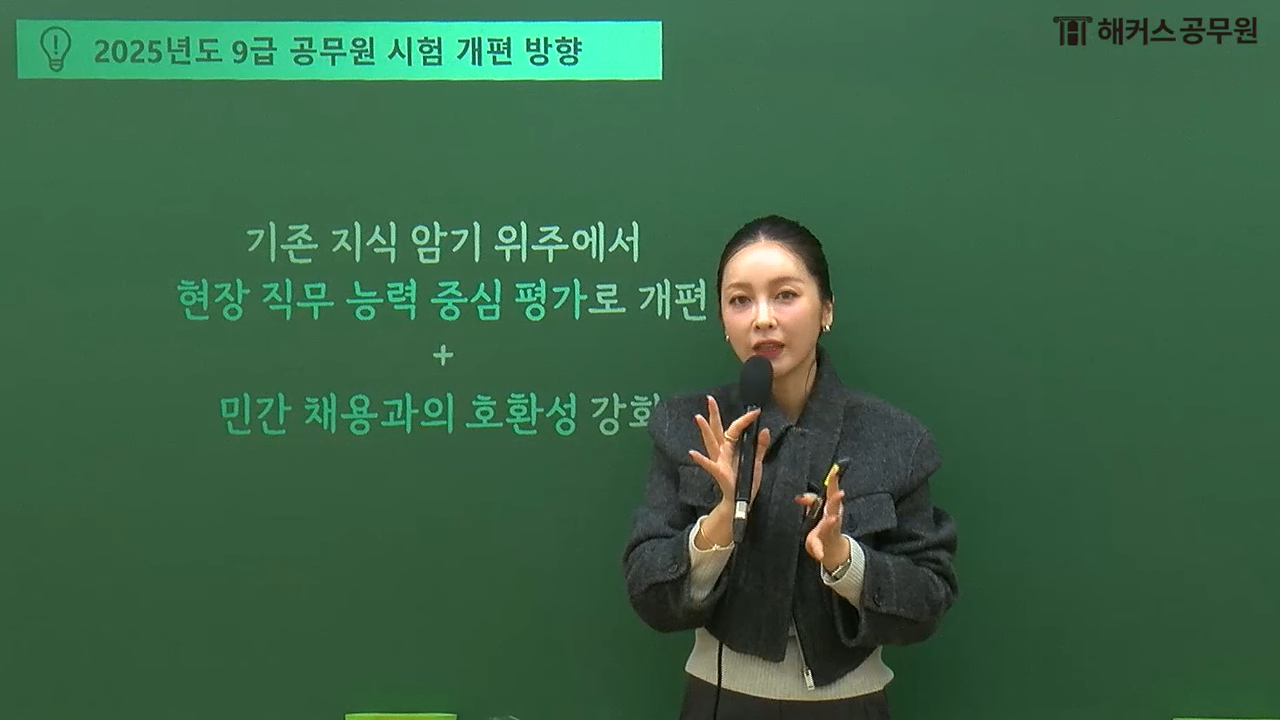 2025년도 9급 공무원 시험 개편 방향
해커스공무원
기존 지식 암기 위주에서
현장 직무 능력 중심 평가로 개편
+
민간 채용과의 호환성 강화